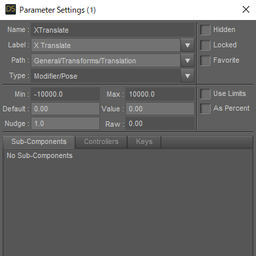 DS Parameter Settings (1)
Name : XTranslate Hidden
Label : X Translate Locked
Path : General/Transforms/Translation Favorite
Type : Modifier/Pose
Min : -10000.0 Max : 10000.0 Use Limits
Default : 0.00 Value : 0.00 As Percent
Nudge : 1.0 Raw : 0.00
Sub-Components Controllers Keys
No Sub-Components